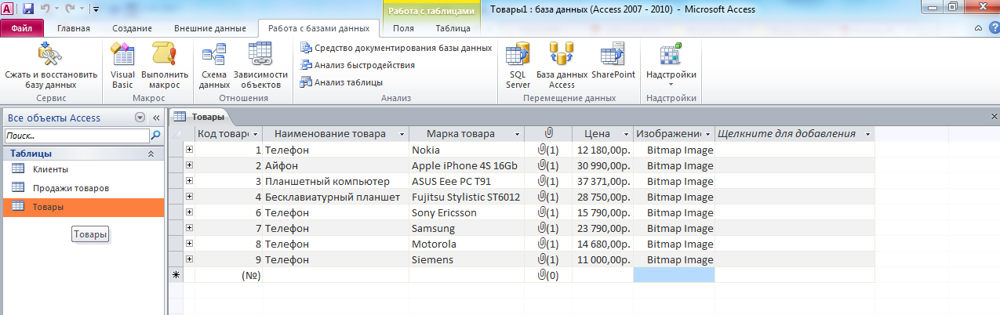 Работа с таблицами
Товары1 : база данных (Access 2007 - 2010) - Microsoft Access
Файл Главная Создание Внешние данные Работа с базами данных Поля Таблица
Сжать и восстановить базу данных
Сервис
Visual Basic
Выполнить макрос
Макрос
Схема данных
Зависимости объектов
Отношения
Средство документирования базы данных
Анализ быстродействия
Анализ таблицы
Анализ
SQL Server
База данных Access
SharePoint
Перемещение данных
Надстройки
Надстройки
Все объекты Access
Поиск...
Таблицы
Клиенты
Продажи товаров
Товары
Товары
Товары
Код товара Наименование товара Марка товара Цена Изображение Щелкните для добавления
1 Телефон Nokia (1) 12 180,00р. Bitmap Image
2 Айфон Apple iPhone 4S 16Gb (1) 30 990,00р. Bitmap Image
3 Планшетный компьютер ASUS Eee PC T91 (1) 37 371,00р. Bitmap Image
4 Бесклавиатурный планшет Fujitsu Stylistic ST6012 (1) 28 750,00р. Bitmap Image
6 Телефон Sony Ericsson (1) 15 790,00р. Bitmap Image
7 Телефон Samsung (1) 23 790,00р. Bitmap Image
8 Телефон Motorola (1) 14 680,00р. Bitmap Image
9 Телефон Siemens (1) 11 000,00р. Bitmap Image
(№) (0)